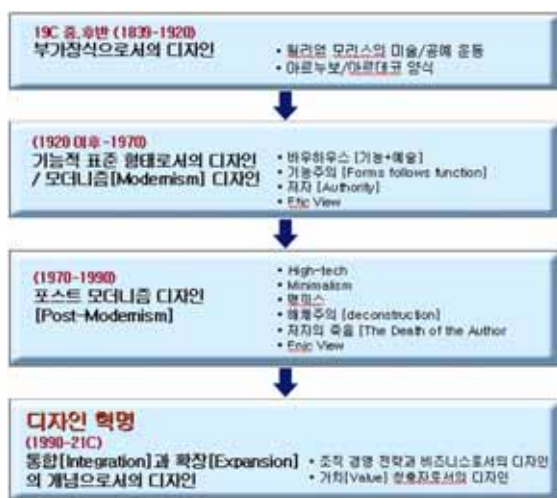 19C 중.후반 (1839-1920)
부가장식으로서의 디자인
• 윌리엄 모리스의 미술/공예 운동
• 아르누보/아르데코 양식
(1920 이후-1970)
기능적 표준 형태로서의 디자인
/ 모더니즘[Modernism] 디자인
• 바우하우스 [기능+예술]
• 기능주의 [Forms follows function]
• 저자 [Authority]
• Etic View
(1970-1990)
포스트 모더니즘 디자인
[Post-Modernism]
• High-tech
• Minimalism
• 멤피스
• 해체주의 [deconstruction]
• 저자의 죽음 [The Death of the Author
• Emic View
디자인 혁명
(1990-21C)
통합[Integration]과 확장[Expansion]
의 개념으로서의 디자인
• 조직 경영 전략과 비즈니스로서의 디자인
• 가치[Value] 창출자로서의 디자인